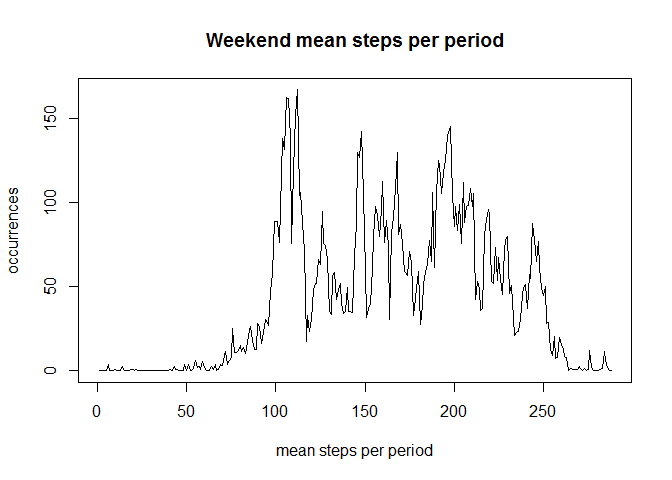 Weekend mean steps per period
occurrences
150
100
50
0
0 50 100 150 200 250
mean steps per period